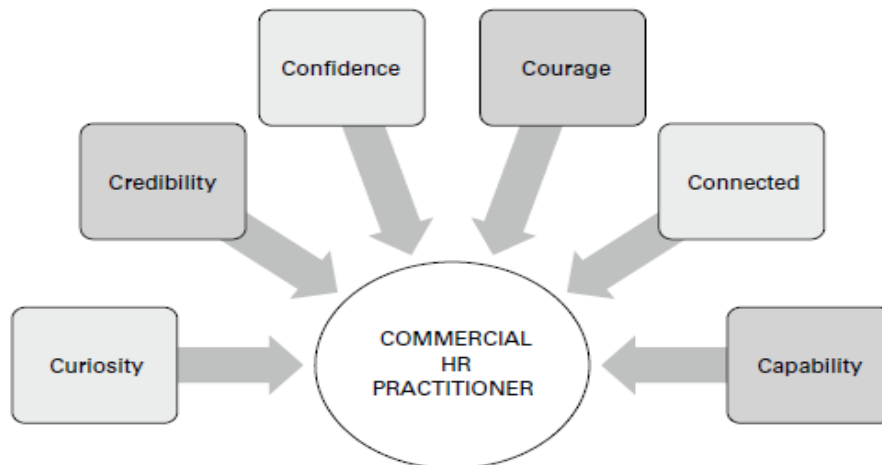 Confidence
Courage
Credibility
Connected
Curiosity
COMMERCIAL
HR
PRACTITIONER
Capability